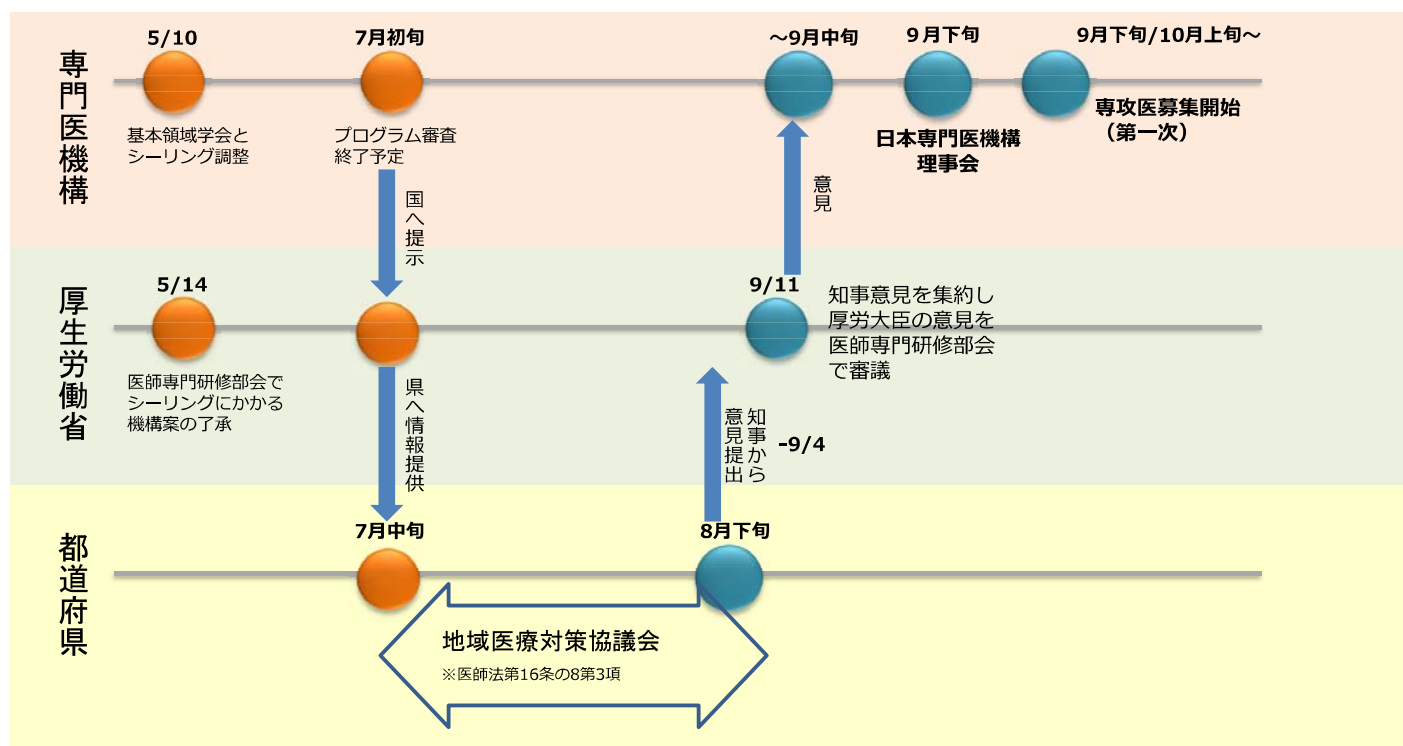 専門医機構
5/10
基本領域学会と
シーリング調整
7月初旬
プログラム審査
終了予定
国へ提示
～9月中旬
意見
９月下旬
日本専門医機構
理事会
9月下旬/10月上旬～
専攻医募集開始
（第一次）
厚生労働省
5/14
医師専門研修部会で
シーリングにかかる
機構案の了承
県へ情報提供
9/11
知事意見を集約し
厚労大臣の意見を
医師専門研修部会
で審議
知事から
意見提出
-9/4
都道府県
7月中旬
8月下旬
地域医療対策協議会
※医師法第16条の8第3項